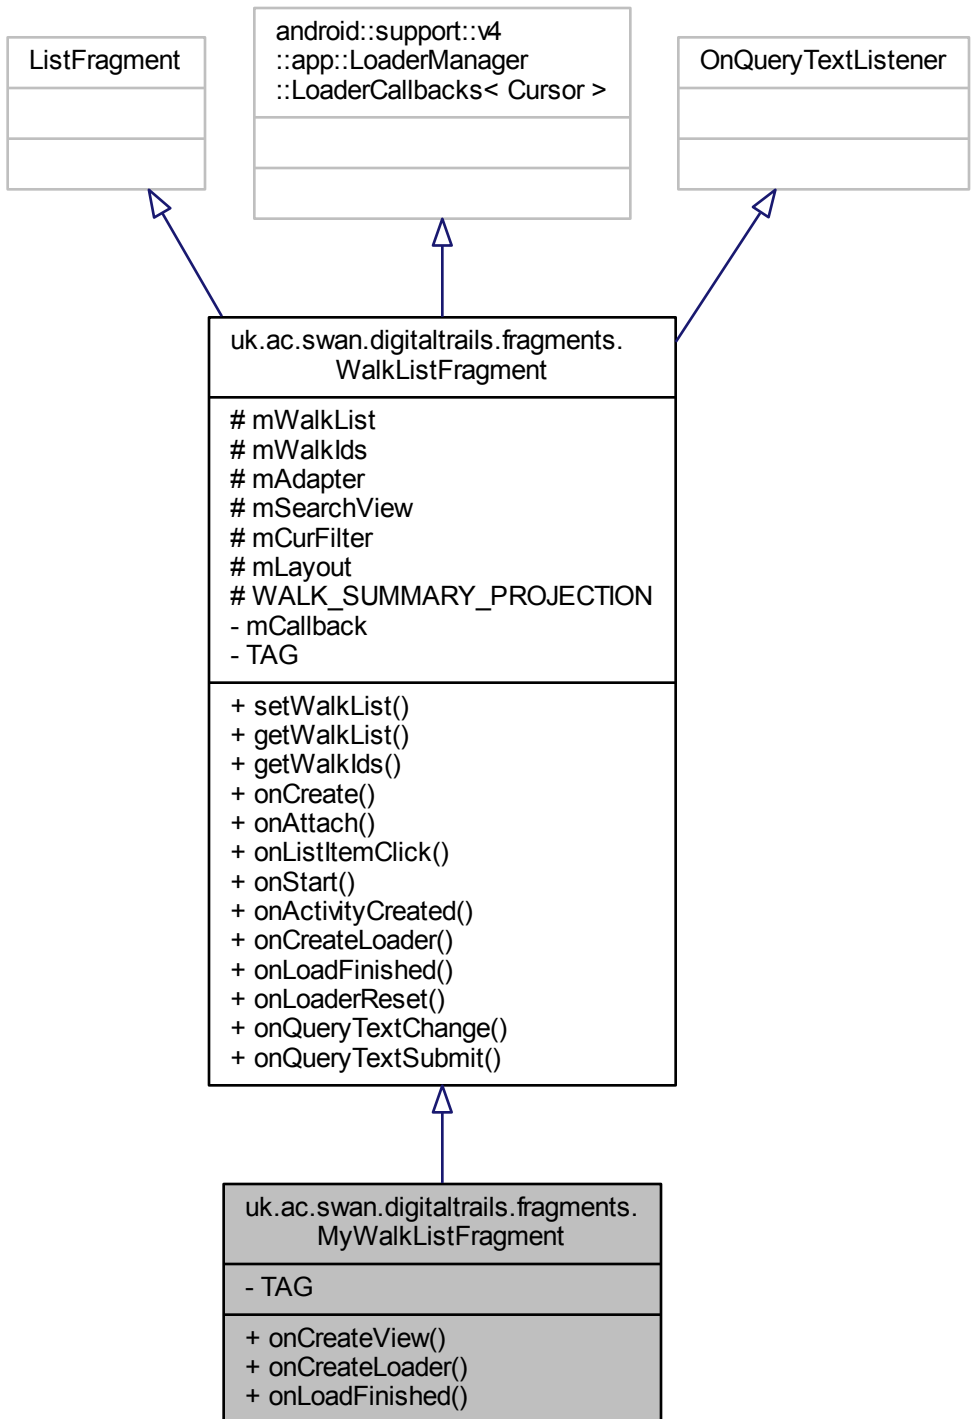 ListFragment
android::support::v4
::app::LoaderManager
::LoaderCallbacks< Cursor >
OnQueryTextListener
uk.ac.swan.digitaltrails.fragments.
WalkListFragment
# mWalkList
# mWalkIds
# mAdapter
# mSearchView
# mCurFilter
# mLayout
# WALK_SUMMARY_PROJECTION
- mCallback
- TAG
+ setWalkList()
+ getWalkList()
+ getWalkIds()
+ onCreate()
+ onAttach()
+ onListItemClick()
+ onStart()
+ onActivityCreated()
+ onCreateLoader()
+ onLoadFinished()
+ onLoaderReset()
+ onQueryTextChange()
+ onQueryTextSubmit()
uk.ac.swan.digitaltrails.fragments.
MyWalkListFragment
- TAG
+ onCreateView()
+ onCreateLoader()
+ onLoadFinished()